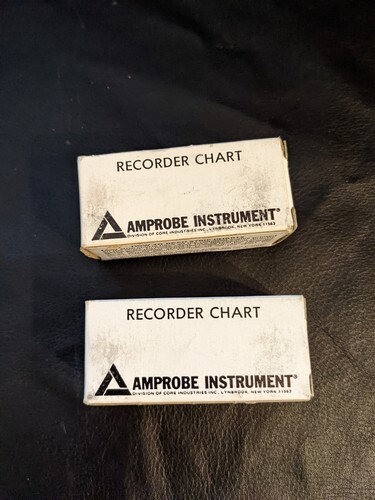 RECORDER CHART
AMPROBE INSTRUMENT®
DIVISION OF CORE INDUSTRIES INC., LYNBROOK, NEW YORK 11563
RECORDER CHART
AMPROBE INSTRUMENT®
DIVISION OF CORE INDUSTRIES INC., LYNBROOK, NEW YORK 11563